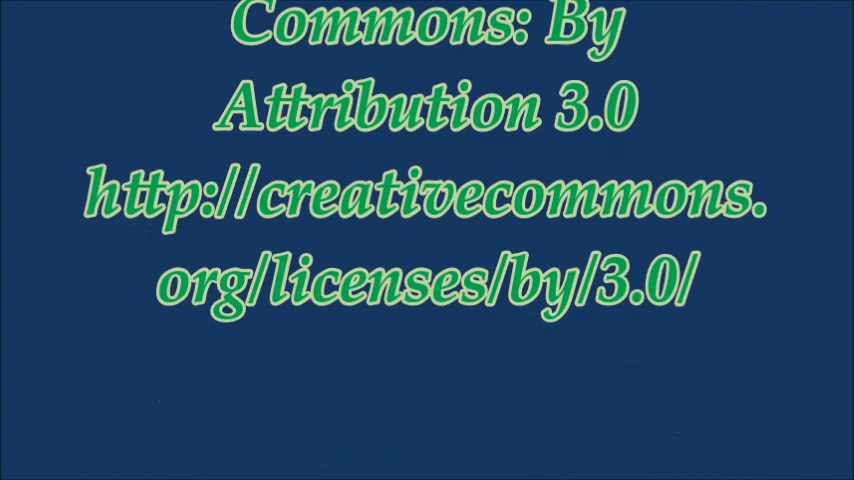 Commons: By
Attribution 3.0
http://creativecommons.
org/licenses/by/3.0/